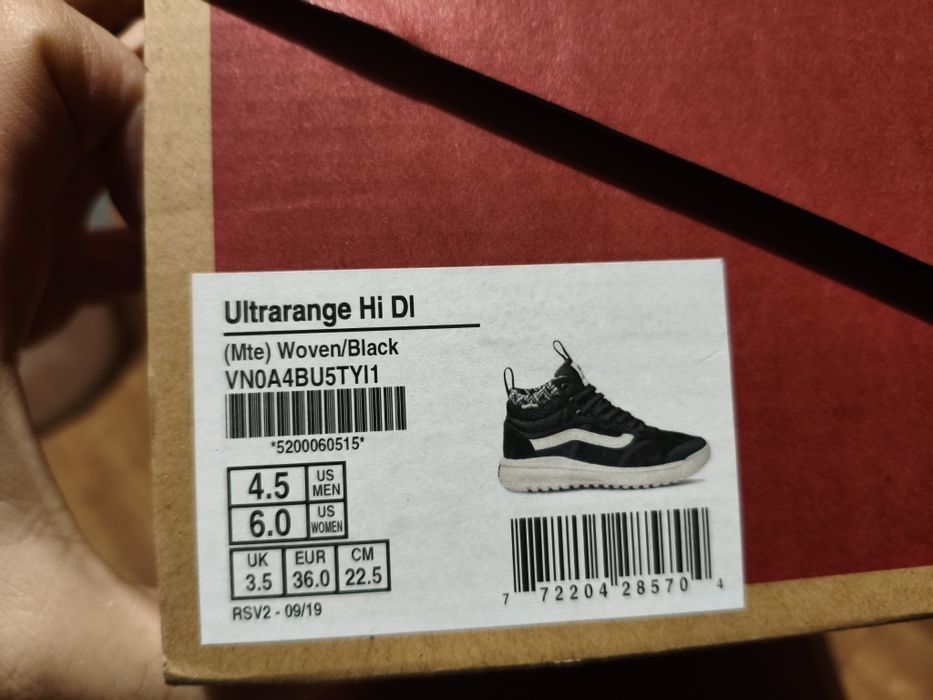 Ultrarange Hi DI
(Mte) Woven/Black
VN0A4BU5TYI1
*5200060515*
4.5 US MEN
6.0 US WOMEN
UK EUR CM
3.5 36.0 22.5
RSV2 - 09/19
7 72204 28570 4